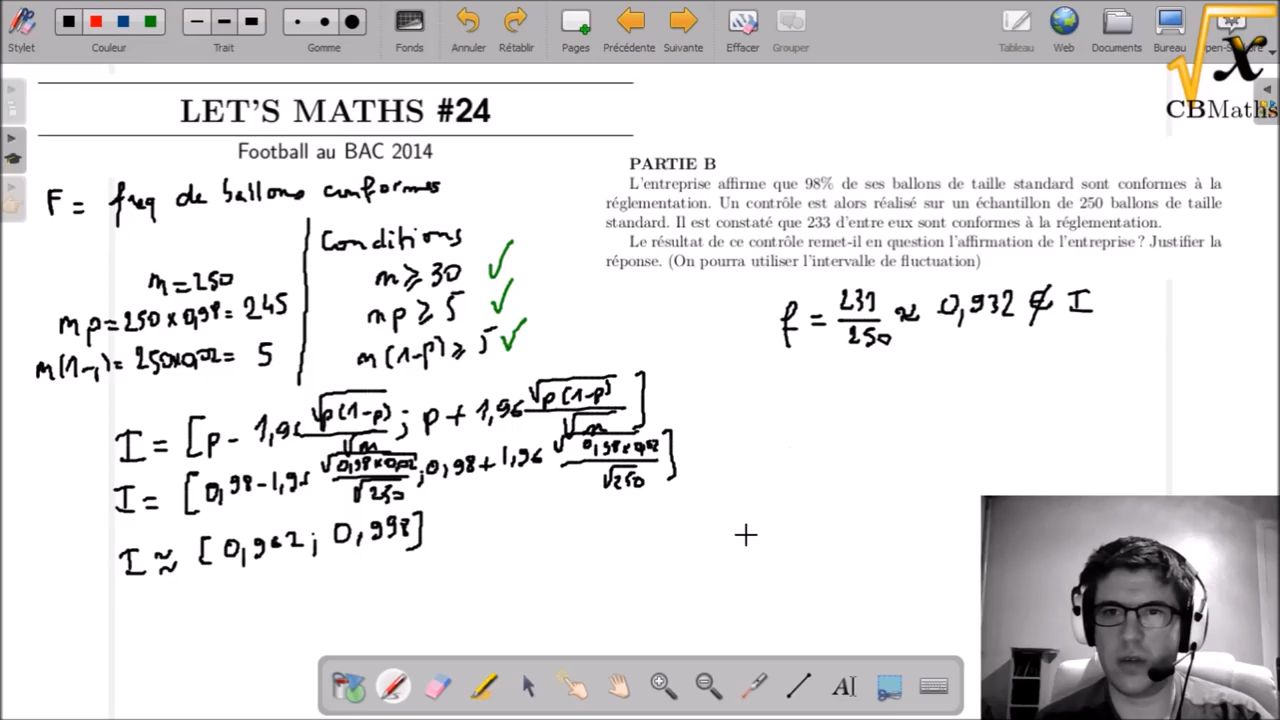 Stylet Couleur Trait Gomme Fonds Annuler Rétablir Pages Précédente Suivante Effacer Grouper Tableau Web Documents Bureau Open-S
√x
CBMaths
LET'S MATHS #24
Football au BAC 2014
PARTIE B
L'entreprise affirme que 98% de ses ballons de taille standard sont conformes à la
réglementation. Un contrôle est alors réalisé sur un échantillon de 250 ballons de taille
standard. Il est constaté que 233 d'entre eux sont conformes à la réglementation.
Le résultat de ce contrôle remet-il en question l'affirmation de l'entreprise ? Justifier la
réponse. (On pourra utiliser l'intervalle de fluctuation)
F = freq de ballons conformes
Conditions
n = 250
n ≥ 30 ✓
np = 250 × 0,98 = 245
np ≥ 5 ✓
n(1-p) = 250×0,02 = 5
n(1-p) ≥ 5 ✓
f = 233/250 ≈ 0,932 ∉ I
I = [p - 1,96 √p(1-p)/√n ; p + 1,96 √p(1-p)/√n]
I = [0,98 - 1,96 √0,98×0,02/√250 ; 0,98 + 1,96 √0,98×0,02/√250]
I ≈ [0,962 ; 0,998]
AI